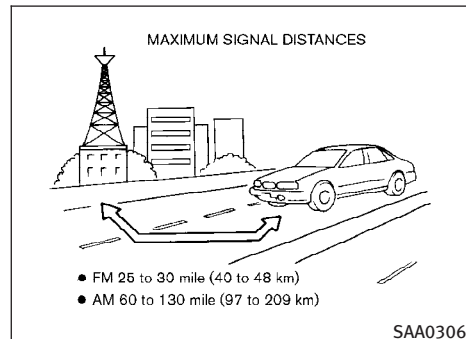 MAXIMUM SIGNAL DISTANCES
● FM 25 to 30 mile (40 to 48 km)
● AM 60 to 130 mile (97 to 209 km)
SAA0306